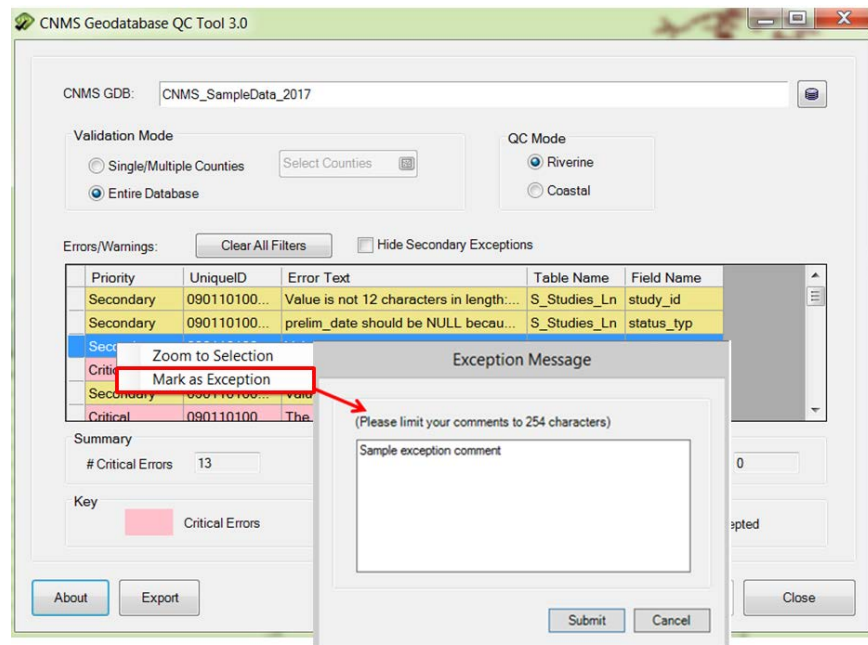 CNMS Geodatabase QC Tool 3.0
CNMS GDB: CNMS_SampleData_2017
Validation Mode
QC Mode
Single/Multiple Counties Select Counties
Riverine
Entire Database
Coastal
Errors/Warnings: Clear All Filters Hide Secondary Exceptions
Priority UniqueID Error Text Table Name Field Name
Secondary 090110100... Value is not 12 characters in length:... S_Studies_Ln study_id
Secondary 090110100... prelim_date should be NULL becau... S_Studies_Ln status_typ
Zoom to Selection
Mark as Exception
Secondary
Critical 090110100 The
Exception Message
(Please limit your comments to 254 characters)
Sample exception comment
Submit Cancel
Summary
# Critical Errors 13 0
Key
Critical Errors
About Export Close